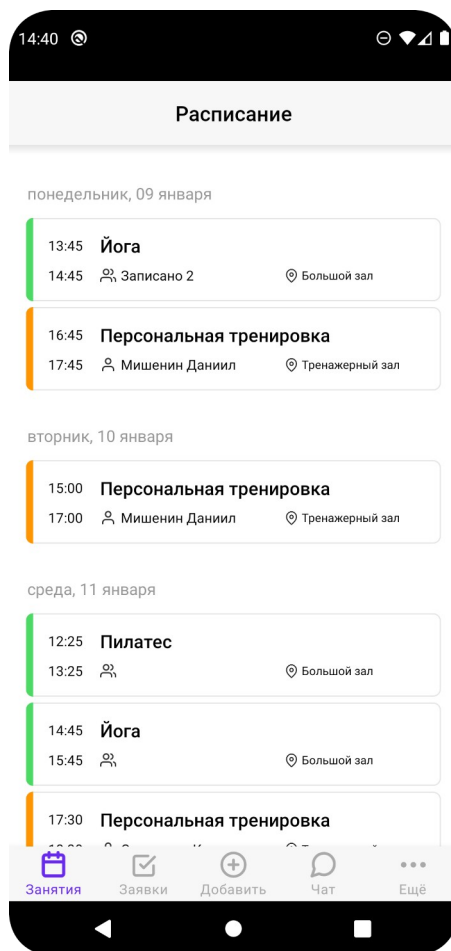 14:40
Расписание
понедельник, 09 января
13:45 Йога
14:45 Записано 2 Большой зал
16:45 Персональная тренировка
17:45 Мишенин Даниил Тренажерный зал
вторник, 10 января
15:00 Персональная тренировка
17:00 Мишенин Даниил Тренажерный зал
среда, 11 января
12:25 Пилатес
13:25 Большой зал
14:45 Йога
15:45 Большой зал
17:30 Персональная тренировка
Занятия Заявки Добавить Чат Ещё